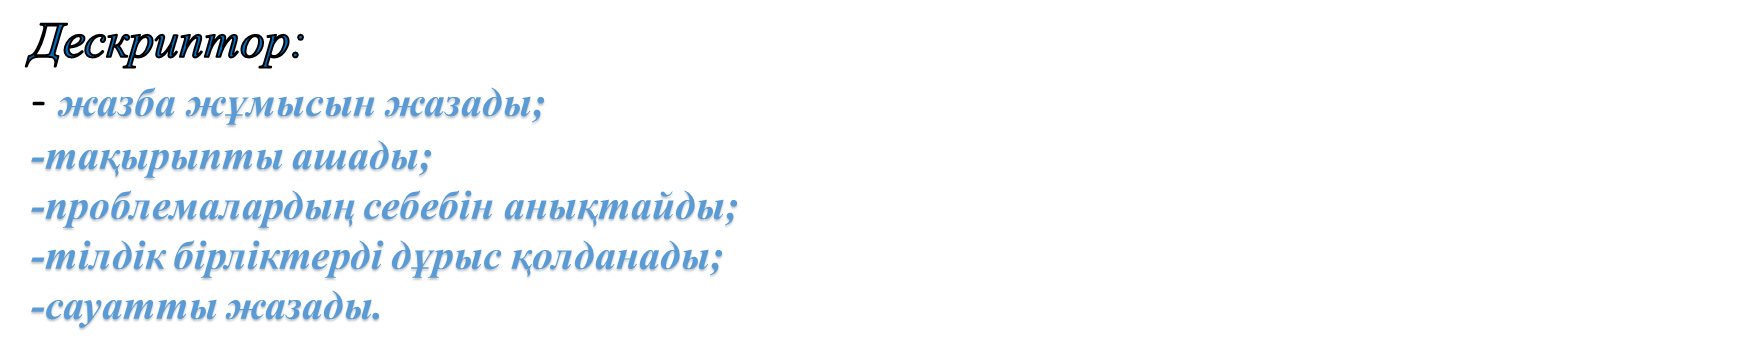 Дескриптор:
- жазба жұмысын жазады;
-тақырыпты ашады;
-проблемалардың себебін анықтайды;
-тілдік бірліктерді дұрыс қолданады;
-сауатты жазады.